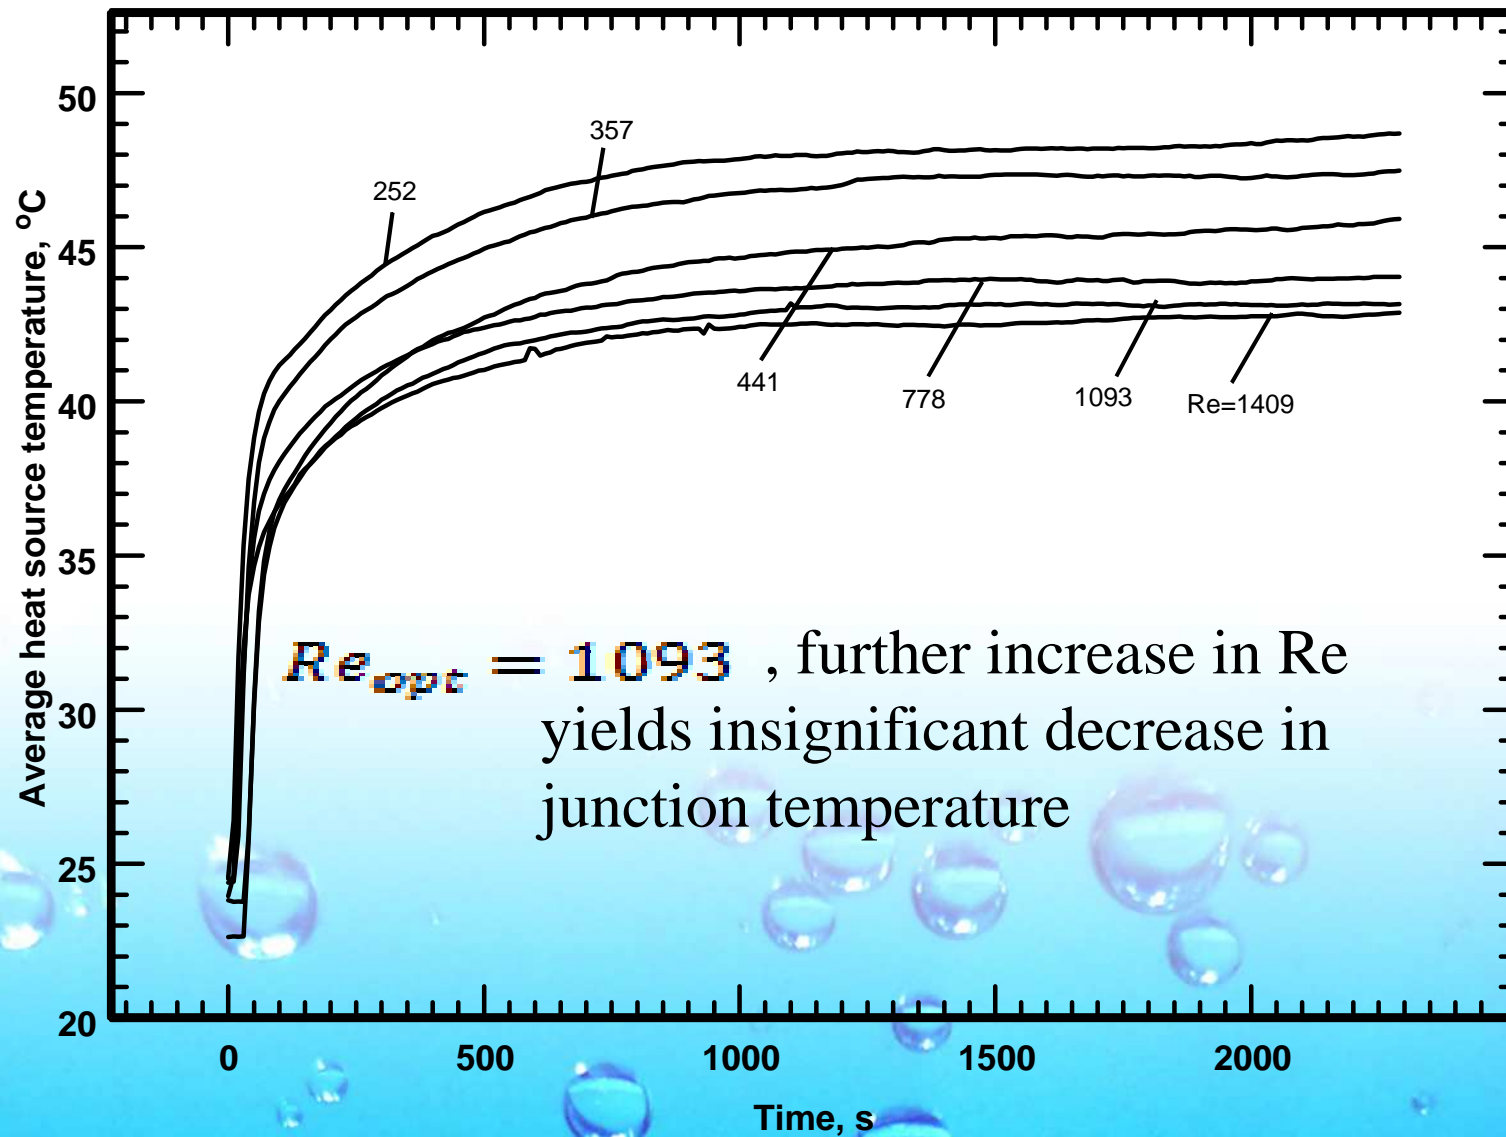 50
45
40
35
30
25
20
Average heat source temperature, °C
252
357
441
778
1093
Re=1409
Re_opt = 1093 , further increase in Re
yields insignificant decrease in
junction temperature
0 500 1000 1500 2000
Time, s